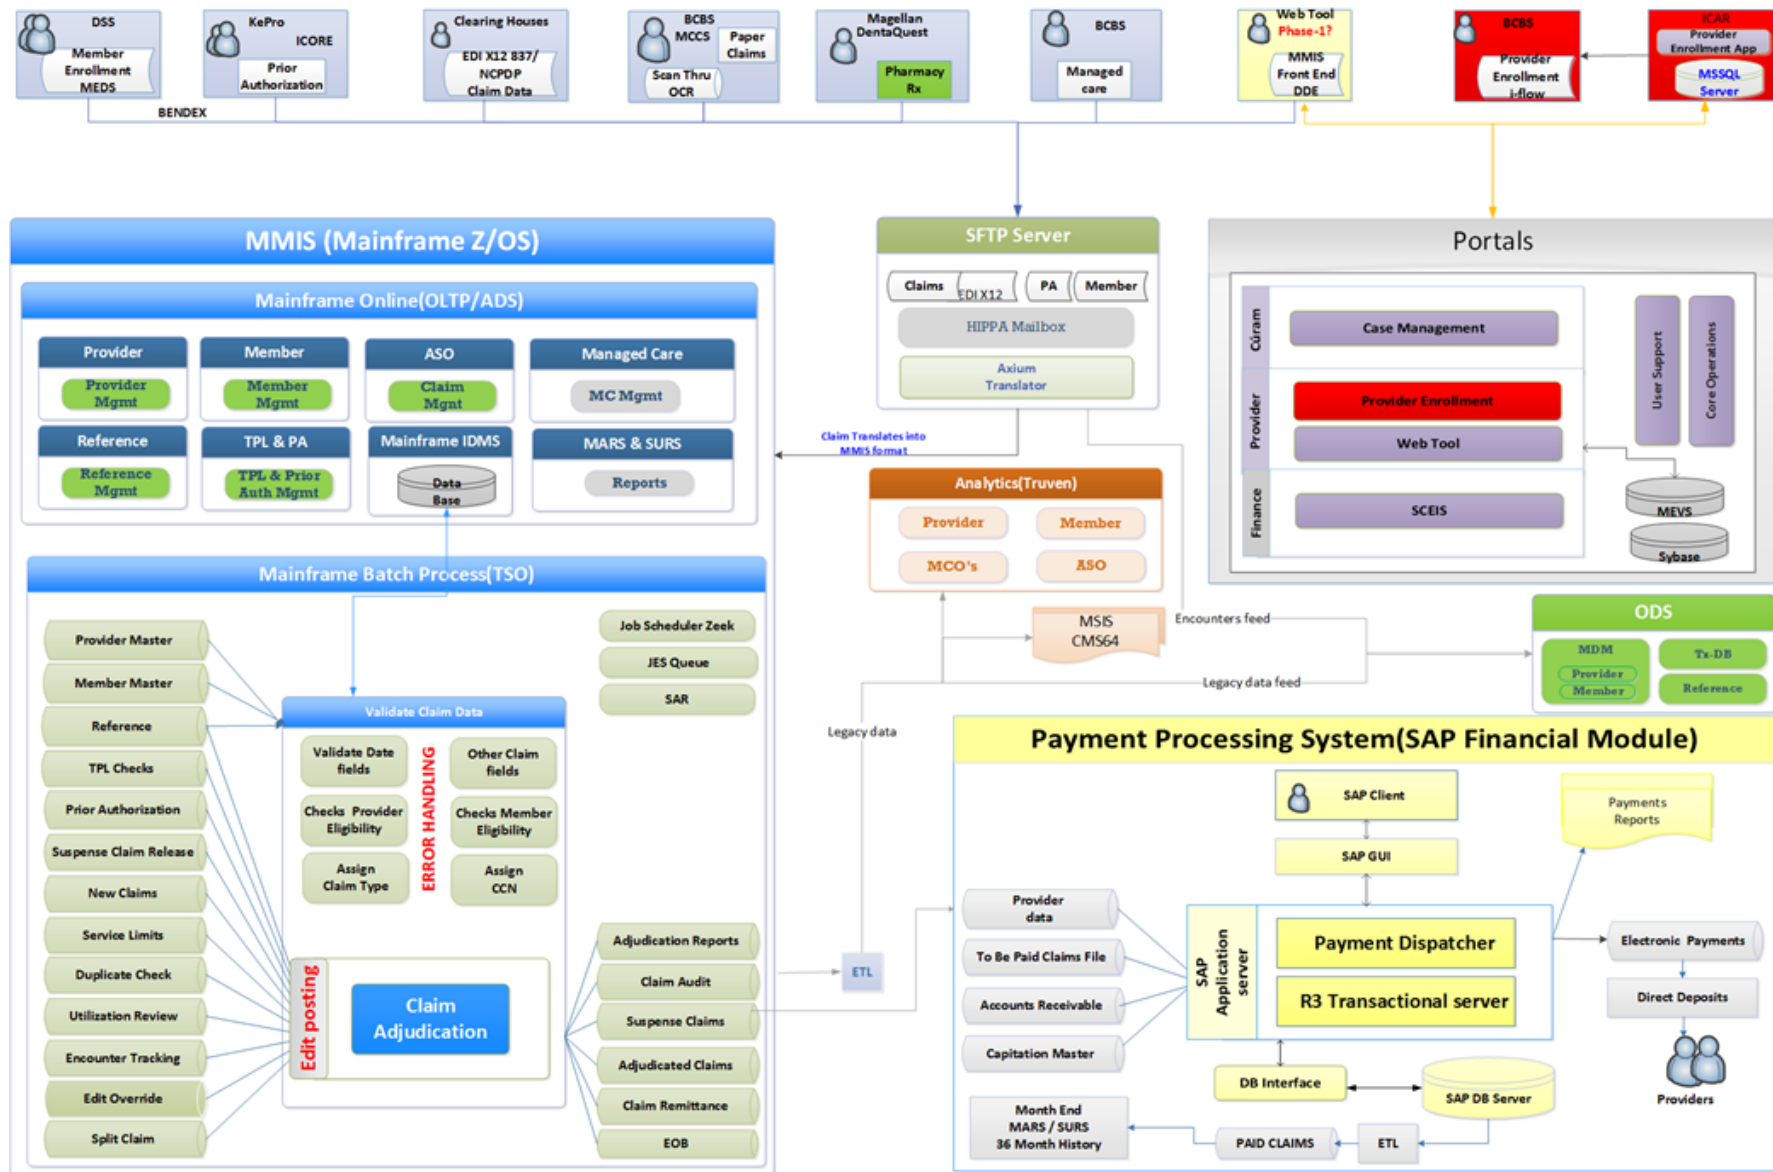 DSS
Member
Enrollment
MEDS
KePro
ICORE
Prior
Authorization
Clearing Houses
EDI X12 837/
NCPDP
Claim Data
BCBS
MCCS
Paper
Claims
Scan Thru
OCR
Magellan
DentaQuest
Pharmacy
Rx
BCBS
Managed
care
Web Tool
Phase-1?
MMIS
Front End
DDE
BCBS
Provider
Enrollment
i-flow
ICAR
Provider
Enrollment App
MSSQL
Server
BENDEX
MMIS (Mainframe Z/OS)
Mainframe Online(OLTP/ADS)
Provider
Provider
Mgmt
Member
Member
Mgmt
ASO
Claim
Mgnt
Managed Care
MC Mgmt
Reference
Reference
Mgmt
TPL & PA
TPL & Prior
Auth Mgmt
Mainframe IDMS
Data
Base
MARS & SURS
Reports
Mainframe Batch Process(TSO)
Provider Master
Member Master
Reference
TPL Checks
Prior Authorization
Suspense Claim Release
New Claims
Service Limits
Duplicate Check
Utilization Review
Encounter Tracking
Edit Override
Split Claim
Job Scheduler Zeek
JES Queue
SAR
Validate Claim Data
Validate Date
fields
Other Claim
fields
Checks Provider
Eligibility
Checks Member
Eligibility
Assign
Claim Type
Assign
CCN
ERROR HANDLING
Edit posting
Claim
Adjudication
Adjudication Reports
Claim Audit
Suspense Claims
Adjudicated Claims
Claim Remittance
EOB
SFTP Server
Claims
EDI X12
PA
Member
HIPPA Mailbox
Axium
Translator
Claim Translates into
MMIS format
Analytics(Truven)
Provider
Member
MCO's
ASO
MSIS
CMS64
Encounters feed
Legacy data feed
Legacy data
ETL
Portals
Cúram
Case Management
Provider
Provider Enrollment
Web Tool
Finance
SCEIS
User Support
Core Operations
MEVS
Sybase
ODS
MDM
Provider
Member
Tx-DB
Reference
Payment Processing System(SAP Financial Module)
SAP Client
SAP GUI
Payments
Reports
Provider
data
To Be Paid Claims File
Accounts Receivable
Capitation Master
SAP
Application
server
Payment Dispatcher
R3 Transactional server
Electronic Payments
Direct Deposits
Providers
DB Interface
SAP DB Server
Month End
MARS / SURS
36 Month History
PAID CLAIMS
ETL